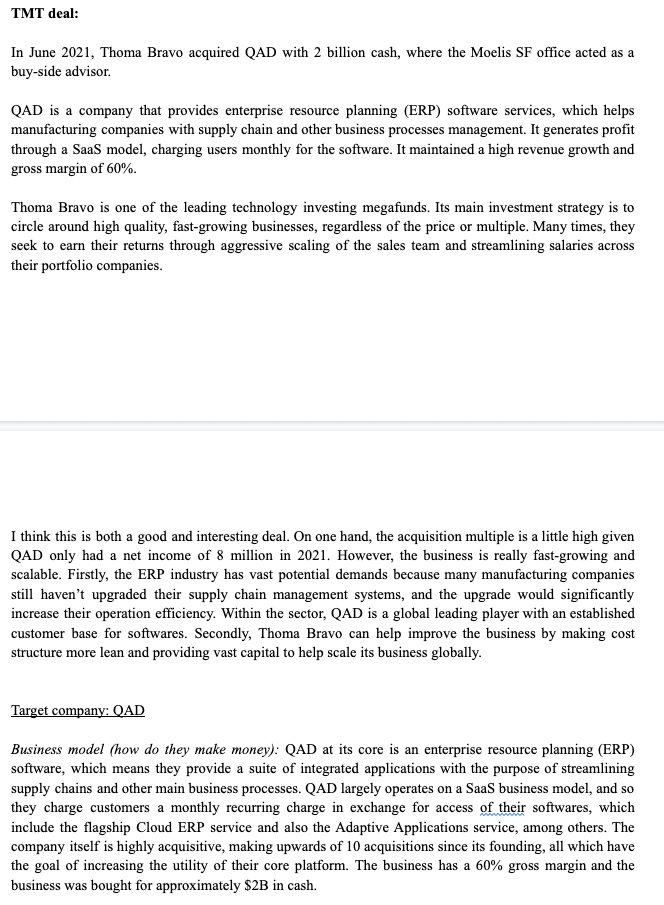 TMT deal:
In June 2021, Thoma Bravo acquired QAD with 2 billion cash, where the Moelis SF office acted as a
buy-side advisor.
QAD is a company that provides enterprise resource planning (ERP) software services, which helps
manufacturing companies with supply chain and other business processes management. It generates profit
through a SaaS model, charging users monthly for the software. It maintained a high revenue growth and
gross margin of 60%.
Thoma Bravo is one of the leading technology investing megafunds. Its main investment strategy is to
circle around high quality, fast-growing businesses, regardless of the price or multiple. Many times, they
seek to earn their returns through aggressive scaling of the sales team and streamlining salaries across
their portfolio companies.
I think this is both a good and interesting deal. On one hand, the acquisition multiple is a little high given
QAD only had a net income of 8 million in 2021. However, the business is really fast-growing and
scalable. Firstly, the ERP industry has vast potential demands because many manufacturing companies
still haven't upgraded their supply chain management systems, and the upgrade would significantly
increase their operation efficiency. Within the sector, QAD is a global leading player with an established
customer base for softwares. Secondly, Thoma Bravo can help improve the business by making cost
structure more lean and providing vast capital to help scale its business globally.
Target company: QAD
Business model (how do they make money): QAD at its core is an enterprise resource planning (ERP)
software, which means they provide a suite of integrated applications with the purpose of streamlining
supply chains and other main business processes. QAD largely operates on a SaaS business model, and so
they charge customers a monthly recurring charge in exchange for access of their softwares, which
include the flagship Cloud ERP service and also the Adaptive Applications service, among others. The
company itself is highly acquisitive, making upwards of 10 acquisitions since its founding, all which have
the goal of increasing the utility of their core platform. The business has a 60% gross margin and the
business was bought for approximately $2B in cash.